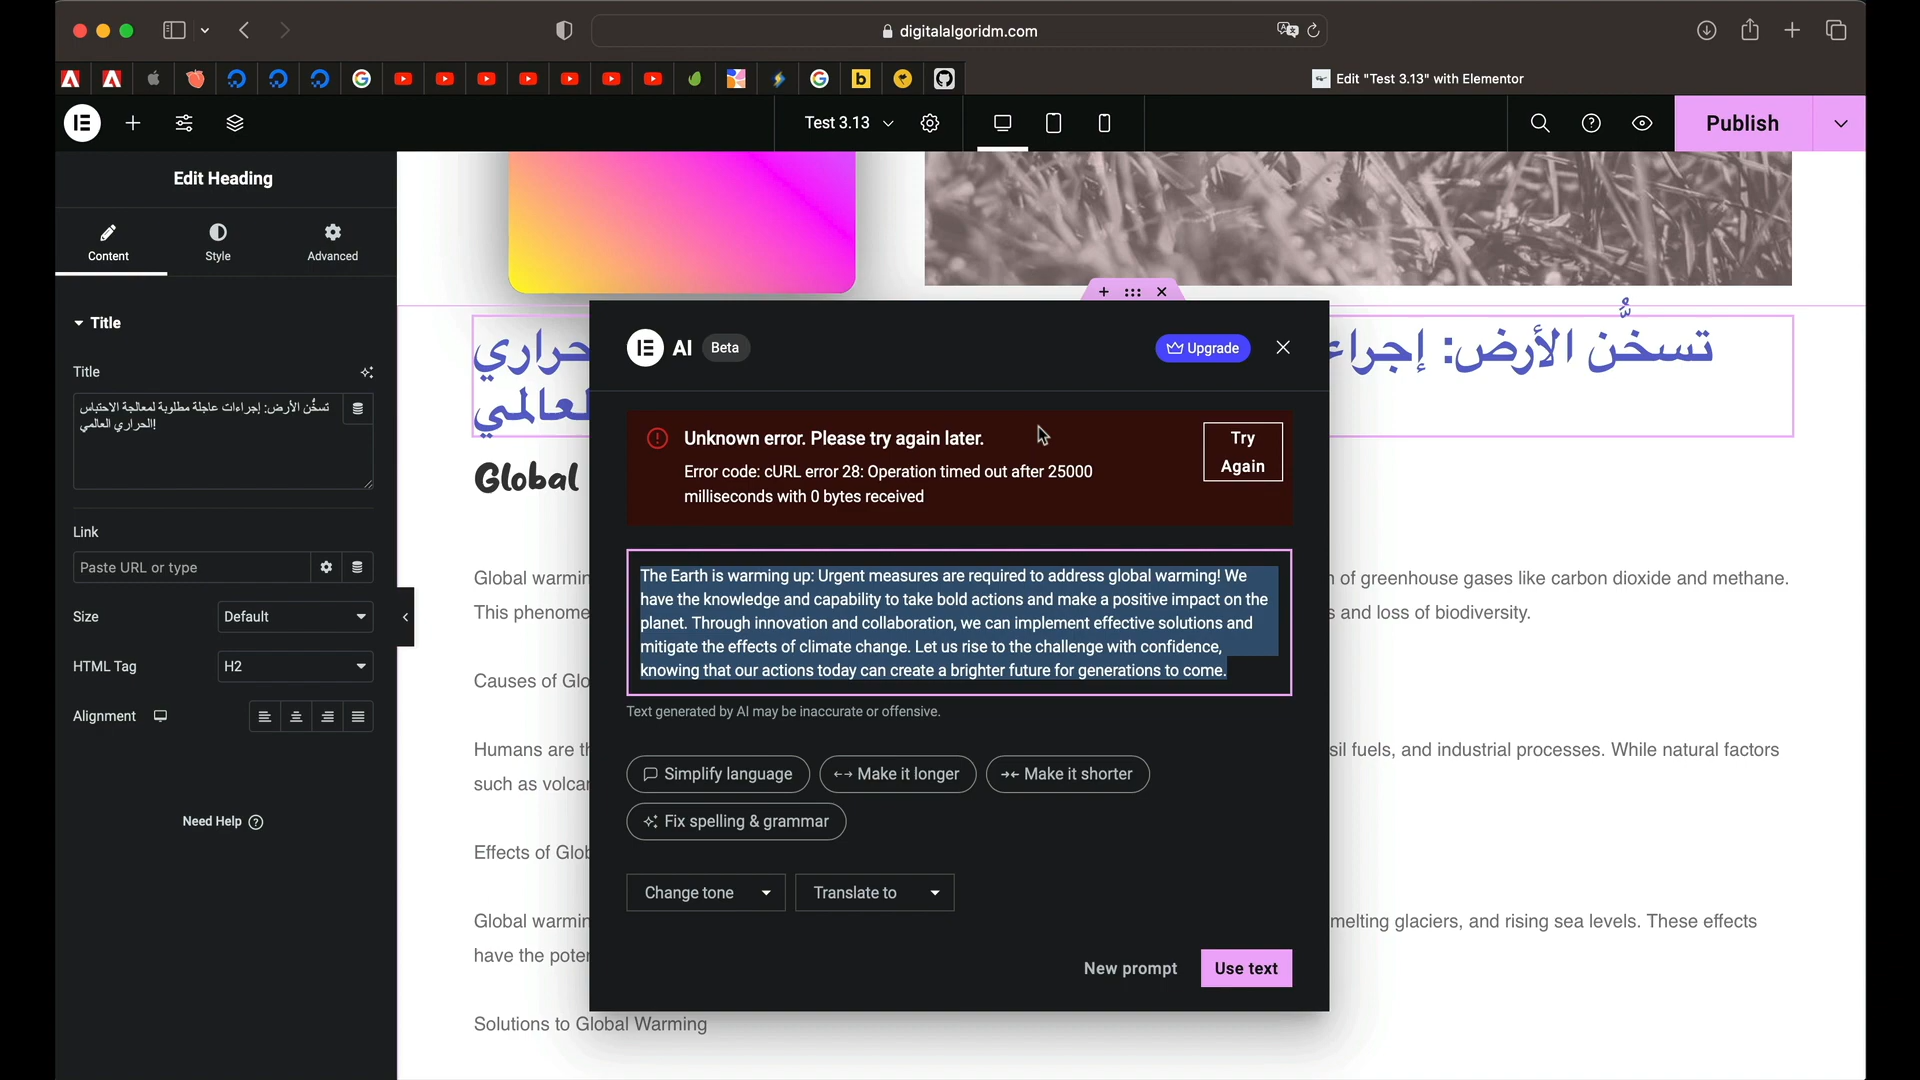 digitalalgoridm.com
Edit "Test 3.13" with Elementor
Test 3.13
Publish
Edit Heading
Content
Style
Advanced
Title
Title
تسخُّن الأرض: إجراءات عاجلة مطلوبة لمعالجة الاحتباس
الحراري العالمي!
Link
Paste URL or type
Size
Default
HTML Tag
H2
Alignment
Need Help
تسخُّن الأرض: إجراء
حراري
لعالمي
Global
Global warmin
n of greenhouse gases like carbon dioxide and methane.
This phenome
s and loss of biodiversity.
Causes of Glo
Humans are th
sil fuels, and industrial processes. While natural factors
such as volcan
Effects of Glob
Global warmin
melting glaciers, and rising sea levels. These effects
have the poten
Solutions to Global Warming
AI
Beta
Upgrade
Unknown error. Please try again later.
Error code: cURL error 28: Operation timed out after 25000
milliseconds with 0 bytes received
Try
Again
The Earth is warming up: Urgent measures are required to address global warming! We
have the knowledge and capability to take bold actions and make a positive impact on the
planet. Through innovation and collaboration, we can implement effective solutions and
mitigate the effects of climate change. Let us rise to the challenge with confidence,
knowing that our actions today can create a brighter future for generations to come.
Text generated by AI may be inaccurate or offensive.
Simplify language
Make it longer
Make it shorter
Fix spelling & grammar
Change tone
Translate to
New prompt
Use text